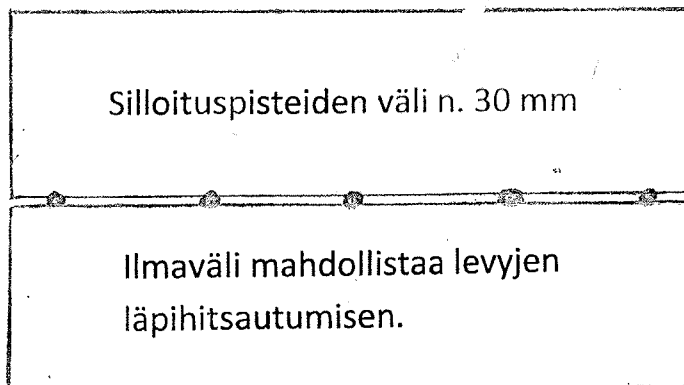 Silloituspisteiden väli n. 30 mm
Ilmaväli mahdollistaa levyjen
läpihitsautumisen.